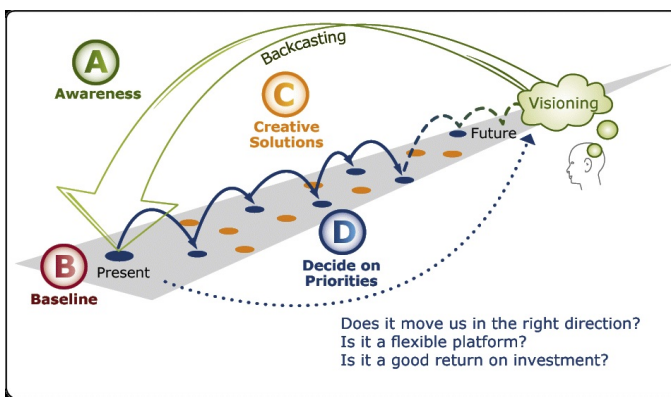 A
Awareness
Backcasting
C
Creative
Solutions
Visioning
Future
B
Present
Baseline
D
Decide on
Priorities
Does it move us in the right direction?
Is it a flexible platform?
Is it a good return on investment?